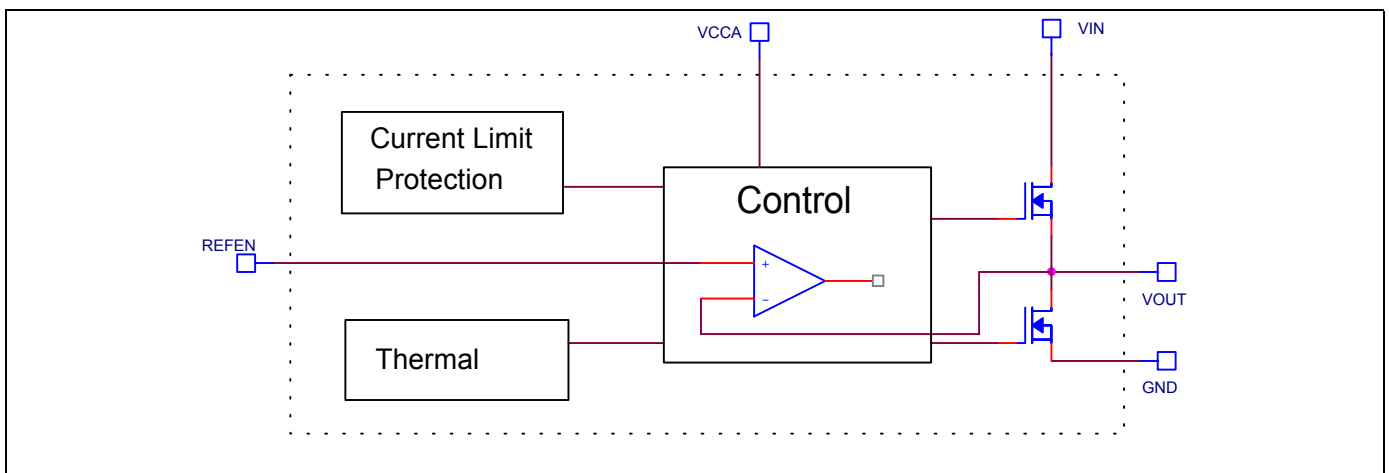 VCCA
VIN
Current Limit
Protection
Control
REFEN
+
−
VOUT
Thermal
GND